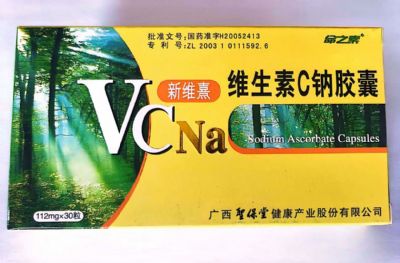 批准文号:国药准字H20052413
专利号:ZL 2003 1 0111592.6
命之素
新维熹
维生素C钠胶囊
VCNa
Sodium Ascorbate Capsules
112mg×30粒
广西聖保堂健康产业股份有限公司